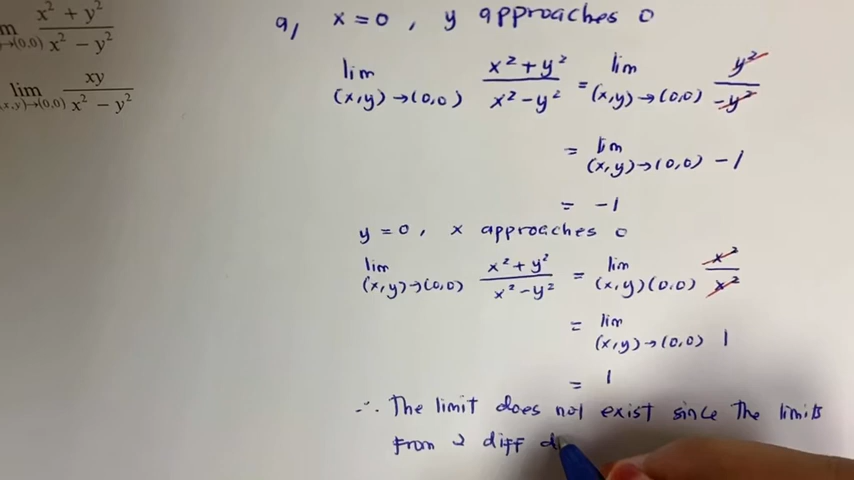 x² + y²
x² − y²
→(0,0)
lim xy
x,y)→(0,0) x² − y²
a, x = 0 , y approaches 0
lim x² + y² = lim y²
(x,y) → (0,0) x² − y² (x,y) → (0,0) −y²
= lim
(x,y) → (0,0) −1
= −1
y = 0 , x approaches 0
lim x² + y² = lim x²
(x,y) → (0,0) x² − y² (x,y)(0,0) x²
= lim
(x,y) → (0,0) 1
= 1
∴ The limit does not exist since the limits
from 2 diff d